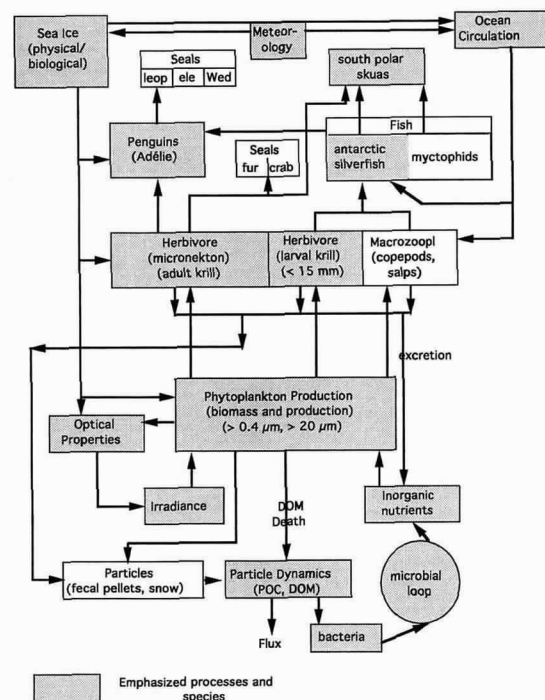 Sea Ice
(physical/
biological)
Meteor-
ology
Ocean
Circulation
Seals
leop ele Wed
south polar
skuas
Penguins
(Adélie)
Seals
fur crab
Fish
antarctic
silverfish
myctophids
Herbivore
(micronekton)
(adult krill)
Herbivore
(larval krill)
(< 15 mm)
Macrozoopl
(copepods,
salps)
excretion
Phytoplankton Production
(biomass and production)
(> 0.4 µm, > 20 µm)
Optical
Properties
Irradiance
DOM
Death
Inorganic
nutrients
Particles
(fecal pellets, snow)
Particle Dynamics
(POC, DOM)
microbial
loop
Flux
bacteria
Emphasized processes and
species